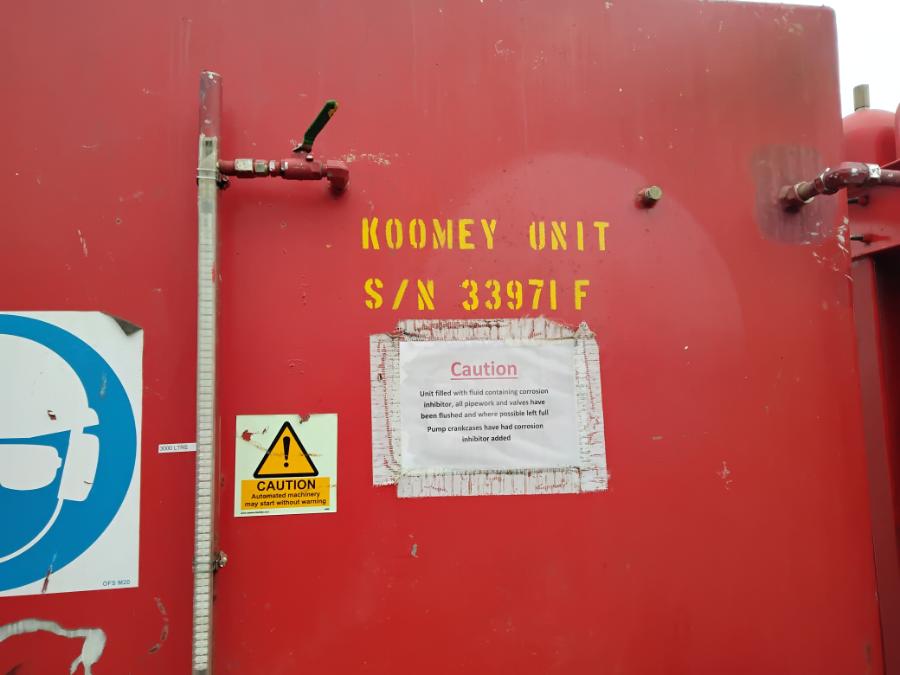 KOOMEY UNIT
S/N 33971 F
Caution
Unit filled with fluid containing corrosion
inhibitor, all pipework and valves have
been flushed and where possible left full
Pump crankcases have had corrosion
inhibitor added
3000 LTRS
CAUTION
Automated machinery
may start without warning
OFS M20